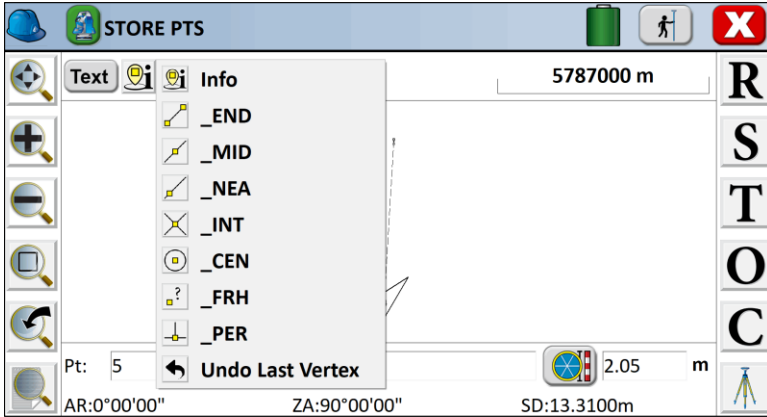 STORE PTS
Text
Info
5787000 m
_END
_MID
_NEA
_INT
_CEN
_FRH
_PER
Undo Last Vertex
R
S
T
O
C
Pt: 5 2.05 m
AR:0°00'00" ZA:90°00'00" SD:13.3100m